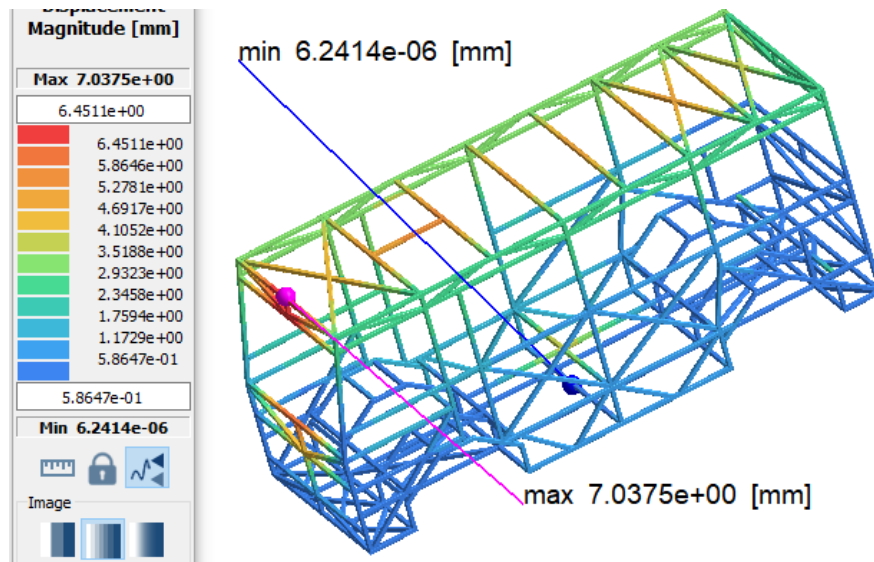 Displacement
Magnitude [mm]
Max 7.0375e+00
6.4511e+00
6.4511e+00
5.8646e+00
5.2781e+00
4.6917e+00
4.1052e+00
3.5188e+00
2.9323e+00
2.3458e+00
1.7594e+00
1.1729e+00
5.8647e-01
5.8647e-01
Min 6.2414e-06
Image
min 6.2414e-06 [mm]
max 7.0375e+00 [mm]